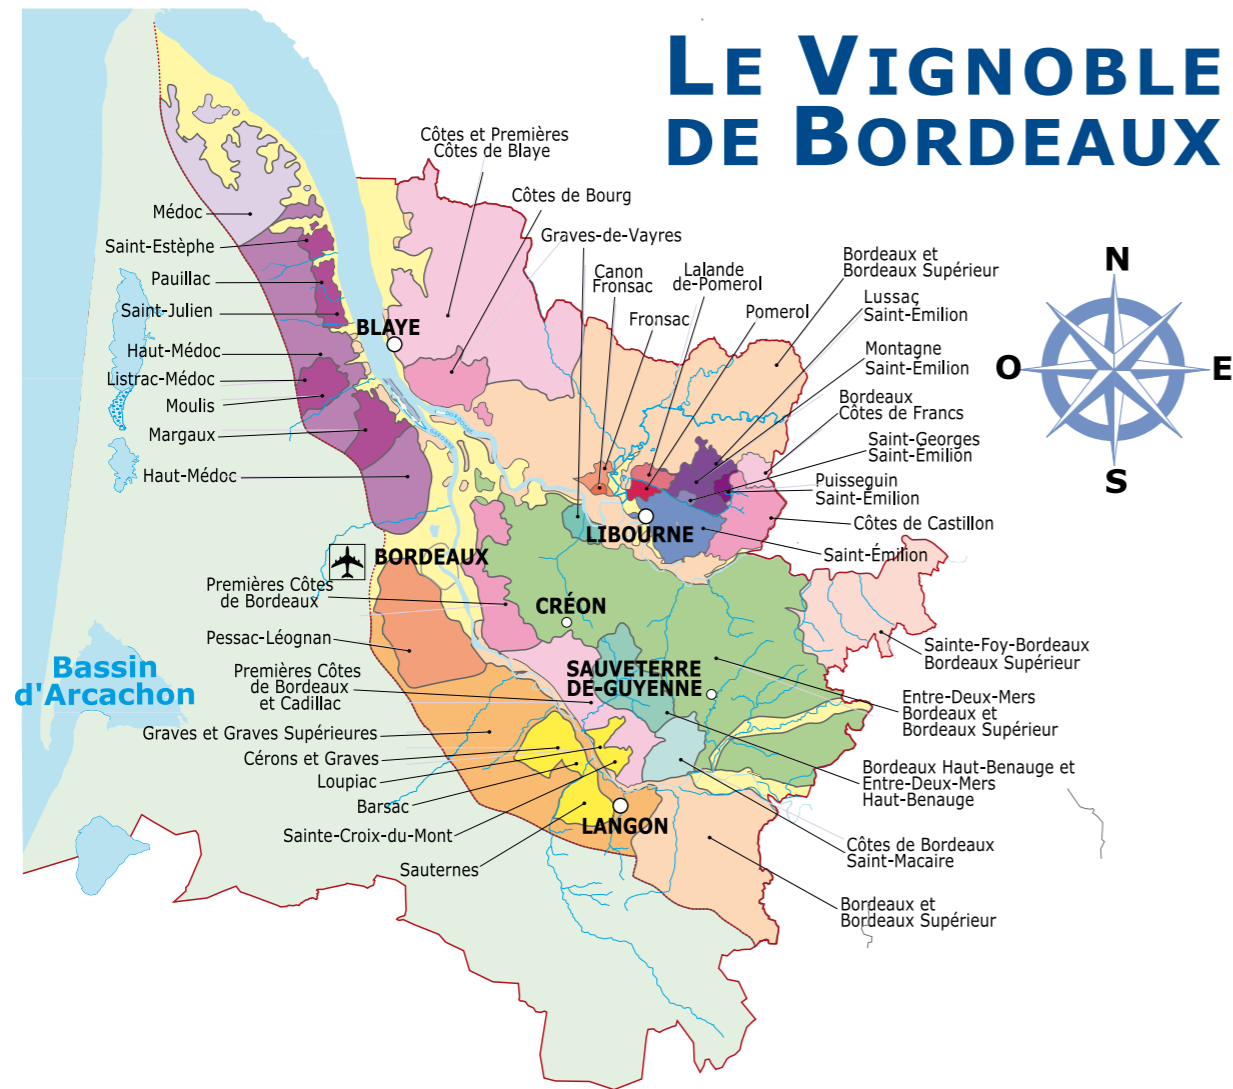 LE VIGNOBLE
DE BORDEAUX
Côtes et Premières
Côtes de Blaye
Côtes de Bourg
Graves-de-Vayres
Canon
Fronsac
Lalande
de-Pomerol
Fronsac
Pomerol
Bordeaux et
Bordeaux Supérieur
Lussac
Saint-Émilion
Montagne
Saint-Émilion
Bordeaux
Côtes de Francs
Saint-Georges
Saint-Émilion
Puisseguin
Saint-Émilion
Côtes de Castillon
Saint-Émilion
N
O
E
S
Médoc
Saint-Estèphe
Pauillac
Saint-Julien
Haut-Médoc
Listrac-Médoc
Moulis
Margaux
Haut-Médoc
BLAYE
DORDOGNE
GARONNE
LIBOURNE
BORDEAUX
CRÉON
SAUVETERRE
DE-GUYENNE
LANGON
Bassin
d'Arcachon
Premières Côtes
de Bordeaux
Pessac-Léognan
Premières Côtes
de Bordeaux
et Cadillac
Graves et Graves Supérieures
Cérons et Graves
Loupiac
Barsac
Sainte-Croix-du-Mont
Sauternes
Sainte-Foy-Bordeaux
Bordeaux Supérieur
Entre-Deux-Mers
Bordeaux et
Bordeaux Supérieur
Bordeaux Haut-Benauge et
Entre-Deux-Mers
Haut-Benauge
Côtes de Bordeaux
Saint-Macaire
Bordeaux et
Bordeaux Supérieur